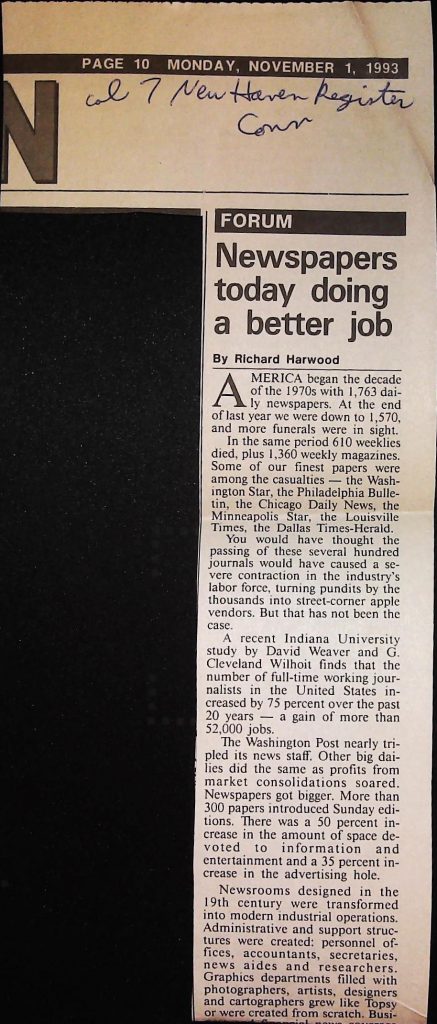 PAGE 10 MONDAY, NOVEMBER 1, 1993
col 7 New Haven Register
Conn
N
FORUM
Newspapers
today doing
a better job
By Richard Harwood
AMERICA began the decade
of the 1970s with 1,763 dai-
ly newspapers. At the end
of last year we were down to 1,570,
and more funerals were in sight.
In the same period 610 weeklies
died, plus 1,360 weekly magazines.
Some of our finest papers were
among the casualties — the Wash-
ington Star, the Philadelphia Bulle-
tin, the Chicago Daily News, the
Minneapolis Star, the Louisville
Times, the Dallas Times-Herald.
You would have thought the
passing of these several hundred
journals would have caused a se-
vere contraction in the industry's
labor force, turning pundits by the
thousands into street-corner apple
vendors. But that has not been the
case.
A recent Indiana University
study by David Weaver and G.
Cleveland Wilhoit finds that the
number of full-time working jour-
nalists in the United States in-
creased by 75 percent over the past
20 years — a gain of more than
52,000 jobs.
The Washington Post nearly tri-
pled its news staff. Other big dai-
lies did the same as profits from
market consolidations soared.
Newspapers got bigger. More than
300 papers introduced Sunday edi-
tions. There was a 50 percent in-
crease in the amount of space de-
voted to information and
entertainment and a 35 percent in-
crease in the advertising hole.
Newsrooms designed in the
19th century were transformed
into modern industrial operations.
Administrative and support struc-
tures were created: personnel of-
fices, accountants, secretaries,
news aides and researchers.
Graphics departments filled with
photographers, artists, designers
and cartographers grew like Topsy
or were created from scratch. Busi-